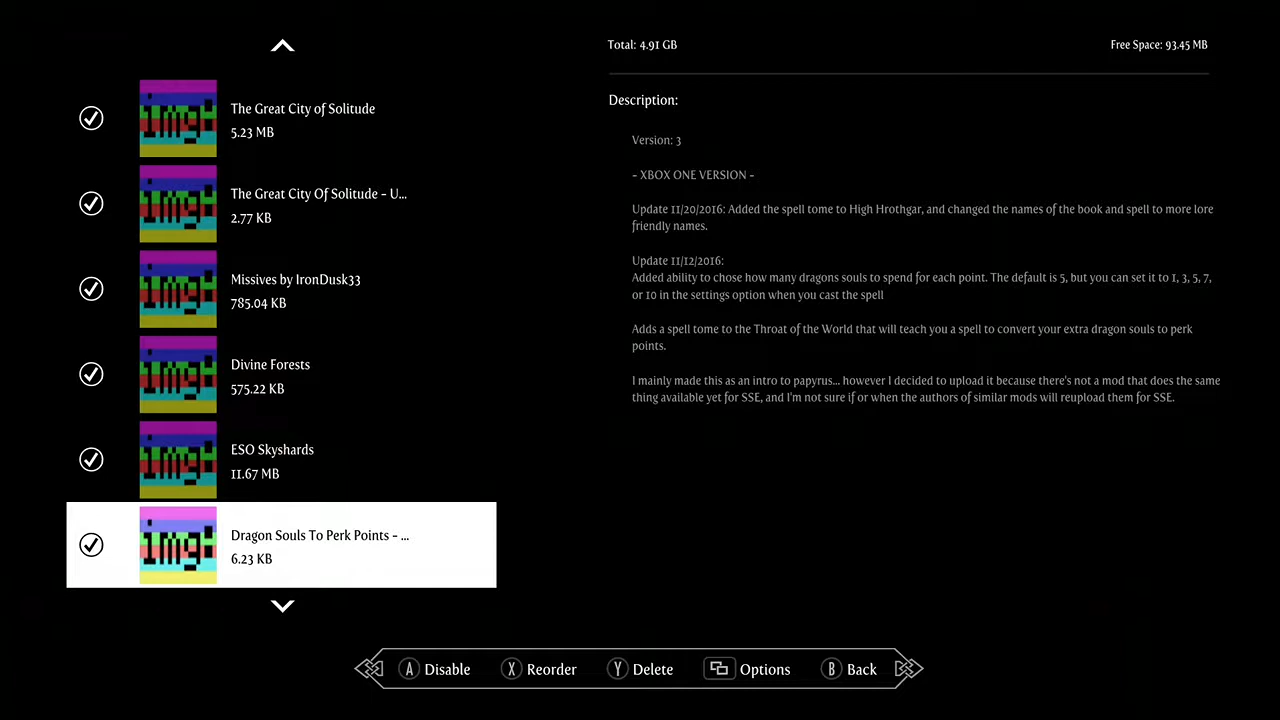 Total: 4.91 GB
Free Space: 93.45 MB
The Great City of Solitude
5.23 MB
The Great City Of Solitude - U...
2.77 KB
Missives by IronDusk33
785.04 KB
Divine Forests
575.22 KB
ESO Skyshards
11.67 MB
Dragon Souls To Perk Points - ...
6.23 KB
Description:
Version: 3
- XBOX ONE VERSION -
Update 11/20/2016: Added the spell tome to High Hrothgar, and changed the names of the book and spell to more lore
friendly names.
Update 11/12/2016:
Added ability to chose how many dragons souls to spend for each point. The default is 5, but you can set it to 1, 3, 5, 7,
or 10 in the settings option when you cast the spell
Adds a spell tome to the Throat of the World that will teach you a spell to convert your extra dragon souls to perk
points.
I mainly made this as an intro to papyrus... however I decided to upload it because there's not a mod that does the same
thing available yet for SSE, and I'm not sure if or when the authors of similar mods will reupload them for SSE.
img:
img:
img:
img:
img:
img:
A Disable
X Reorder
Y Delete
Options
B Back